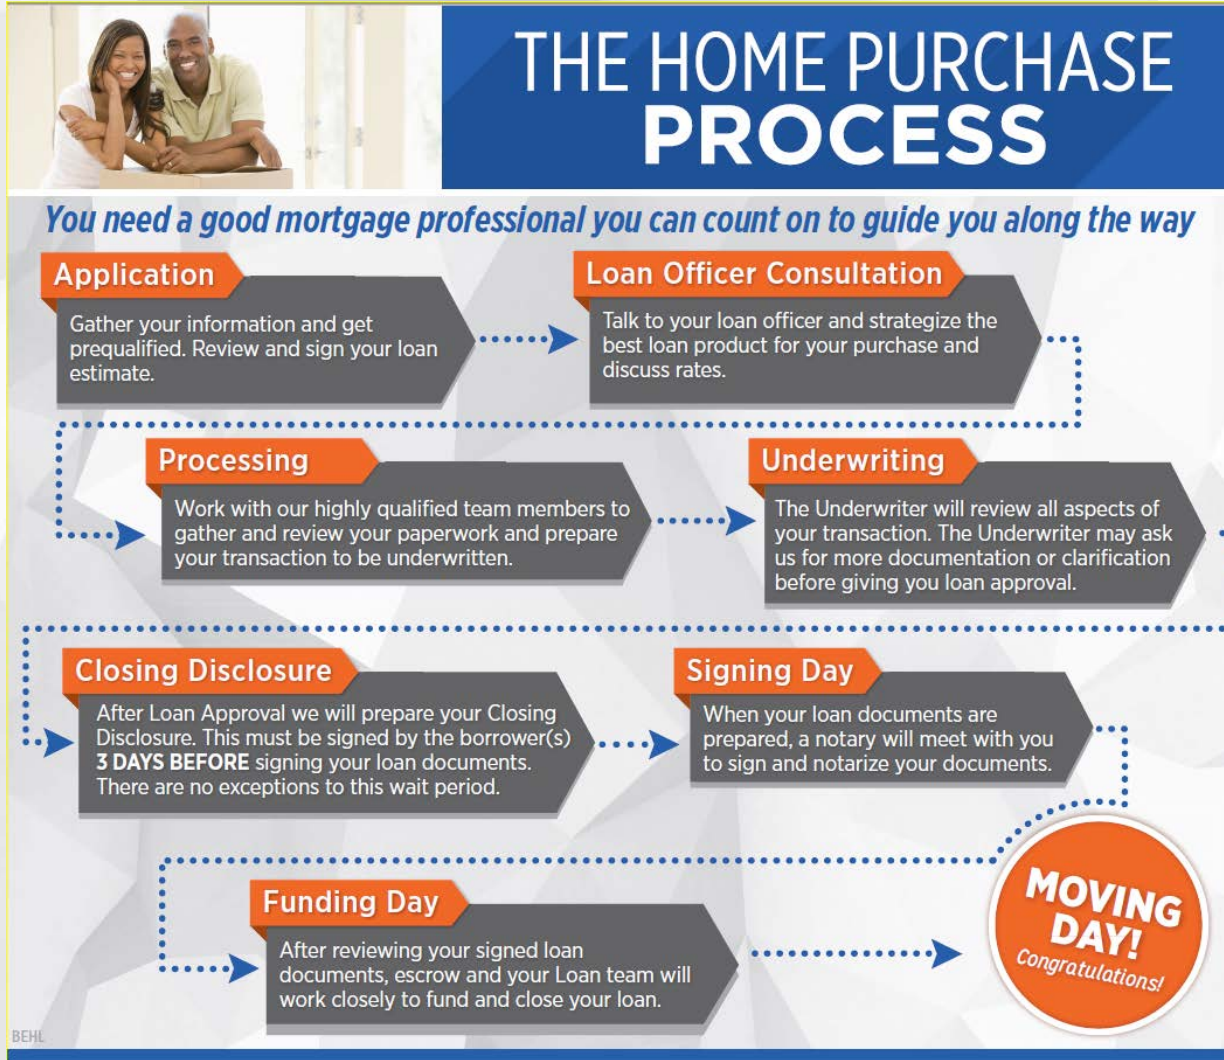 THE HOME PURCHASE
PROCESS
You need a good mortgage professional you can count on to guide you along the way
Application
Gather your information and get
prequalified. Review and sign your loan
estimate.
Loan Officer Consultation
Talk to your loan officer and strategize the
best loan product for your purchase and
discuss rates.
Processing
Work with our highly qualified team members to
gather and review your paperwork and prepare
your transaction to be underwritten.
Underwriting
The Underwriter will review all aspects of
your transaction. The Underwriter may ask
us for more documentation or clarification
before giving you loan approval.
Closing Disclosure
After Loan Approval we will prepare your Closing
Disclosure. This must be signed by the borrower(s)
3 DAYS BEFORE signing your loan documents.
There are no exceptions to this wait period.
Signing Day
When your loan documents are
prepared, a notary will meet with you
to sign and notarize your documents.
Funding Day
After reviewing your signed loan
documents, escrow and your Loan team will
work closely to fund and close your loan.
MOVING
DAY!
Congratulations!
BEHL